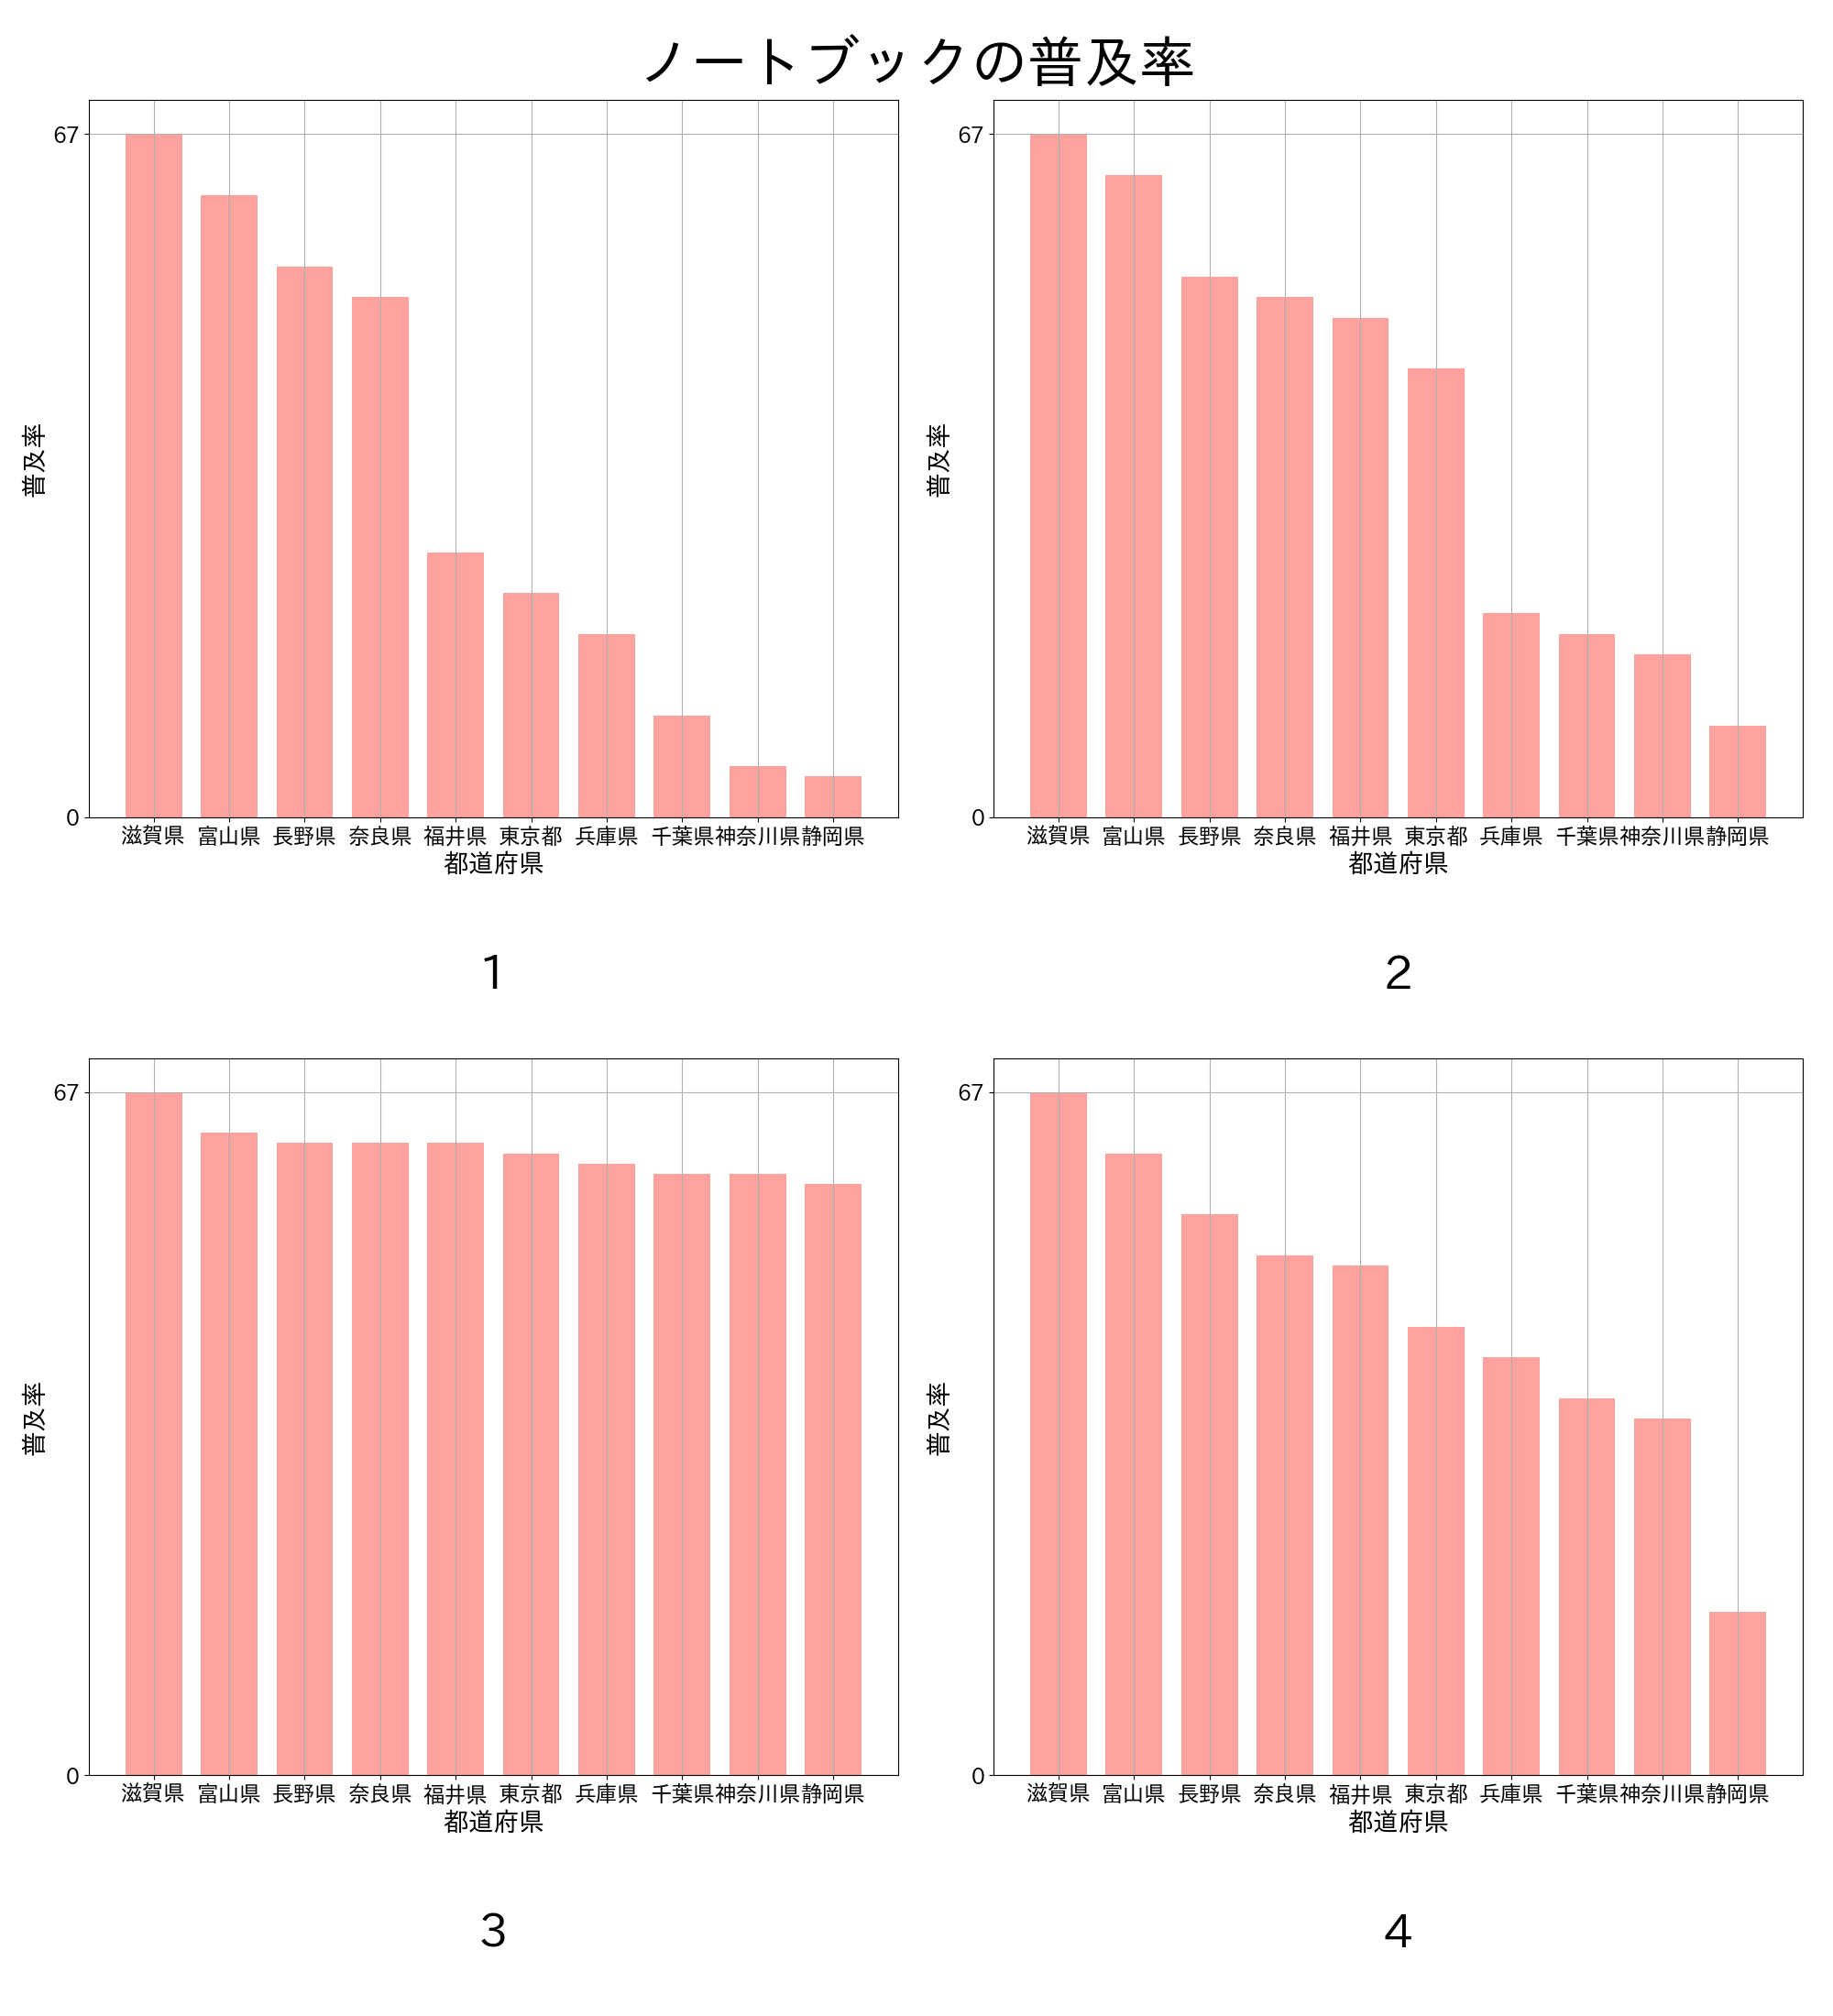 ノートブックの普及率
67
0
普及率
滋賀県 富山県 長野県 奈良県 福井県 東京都 兵庫県 千葉県 神奈川県 静岡県
都道府県
1
67
0
普及率
滋賀県 富山県 長野県 奈良県 福井県 東京都 兵庫県 千葉県 神奈川県 静岡県
都道府県
2
67
0
普及率
滋賀県 富山県 長野県 奈良県 福井県 東京都 兵庫県 千葉県 神奈川県 静岡県
都道府県
3
67
0
普及率
滋賀県 富山県 長野県 奈良県 福井県 東京都 兵庫県 千葉県 神奈川県 静岡県
都道府県
4